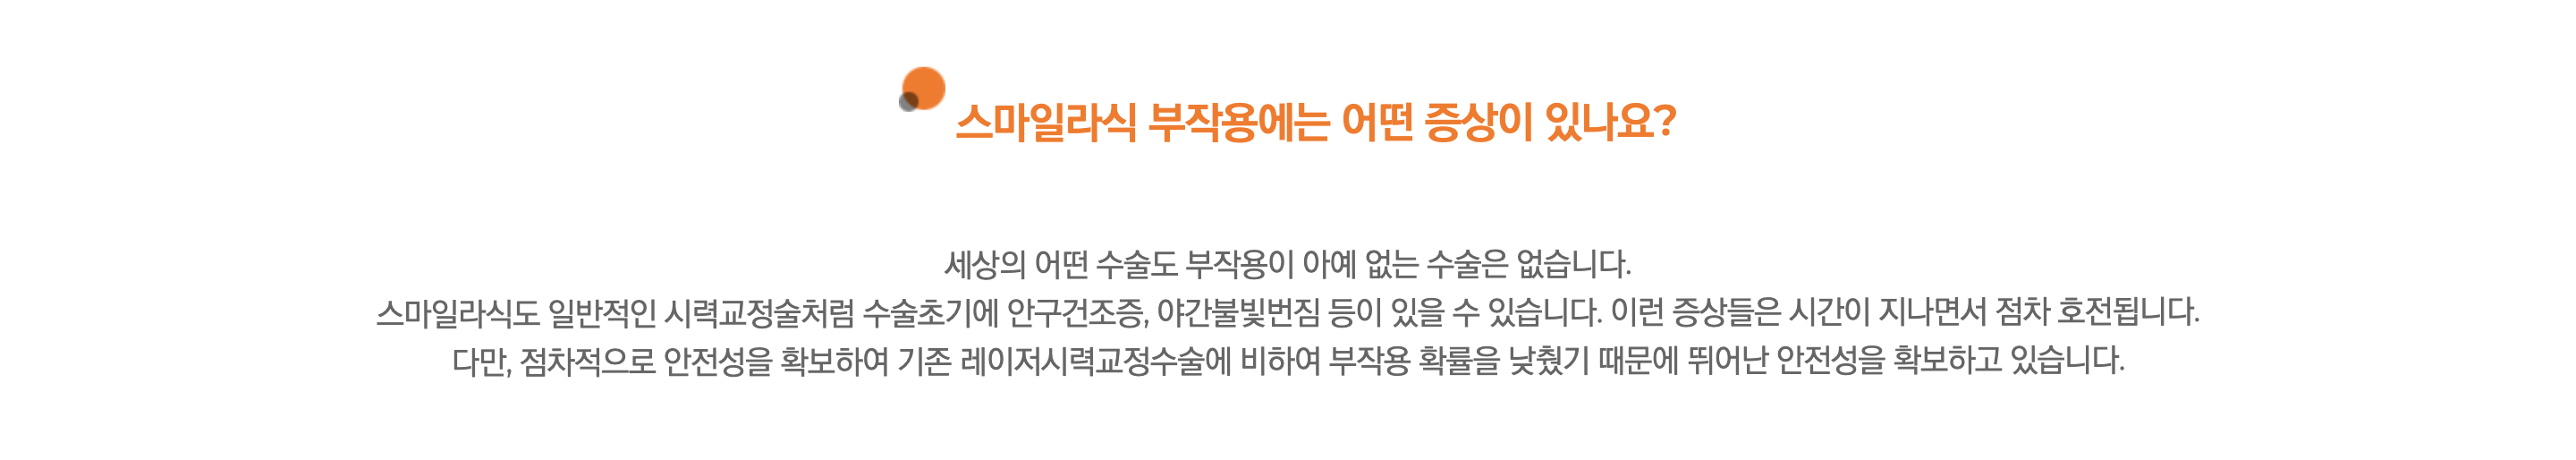 스마일라식 부작용에는 어떤 증상이 있나요?
세상의 어떤 수술도 부작용이 아예 없는 수술은 없습니다.
스마일라식도 일반적인 시력교정술처럼 수술초기에 안구건조증, 야간불빛번짐 등이 있을 수 있습니다. 이런 증상들은 시간이 지나면서 점차 호전됩니다.
다만, 점차적으로 안전성을 확보하여 기존 레이저시력교정수술에 비하여 부작용 확률을 낮췄기 때문에 뛰어난 안전성을 확보하고 있습니다.